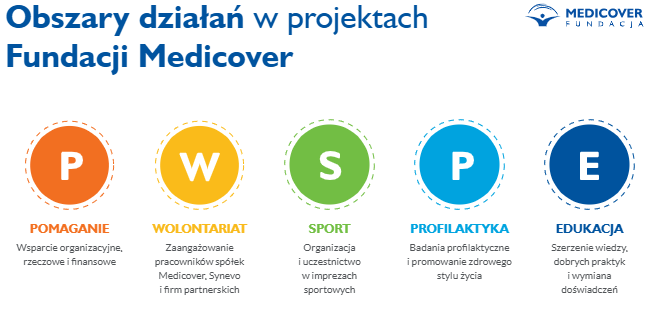 Obszary działań w projektach
Fundacji Medicover
MEDICOVER
FUNDACJA
P
W
S
P
E
POMAGANIE
Wsparcie organizacyjne,
rzeczowe i finansowe
WOLONTARIAT
Zaangażowanie
pracowników spółek
Medicover, Synevo
i firm partnerskich
SPORT
Organizacja
i uczestnictwo
w imprezach
sportowych
PROFILAKTYKA
Badania profilaktyczne
i promowanie zdrowego
stylu życia
EDUKACJA
Szerzenie wiedzy,
dobrych praktyk
i wymiana
doświadczeń